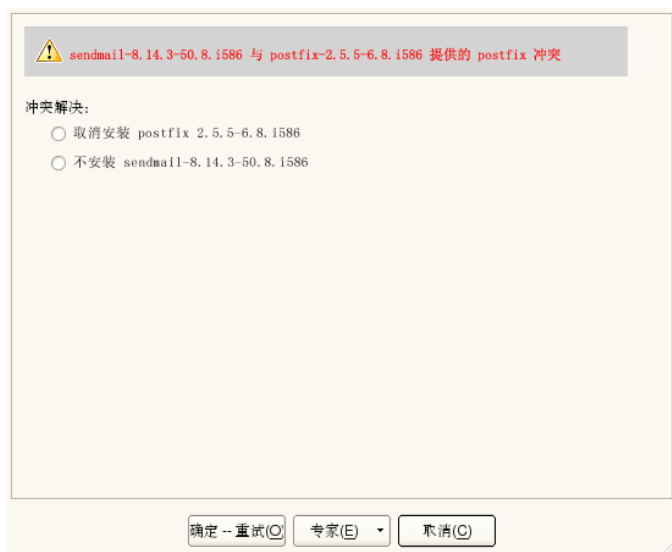 sendmail-8.14.3-50.8.i586 与 postfix-2.5.5-6.8.i586 提供的 postfix 冲突
冲突解决:
取消安装 postfix 2.5.5-6.8.i586
不安装 sendmail-8.14.3-50.8.i586
确定 -- 重试(O)
专家(E)
取消(C)